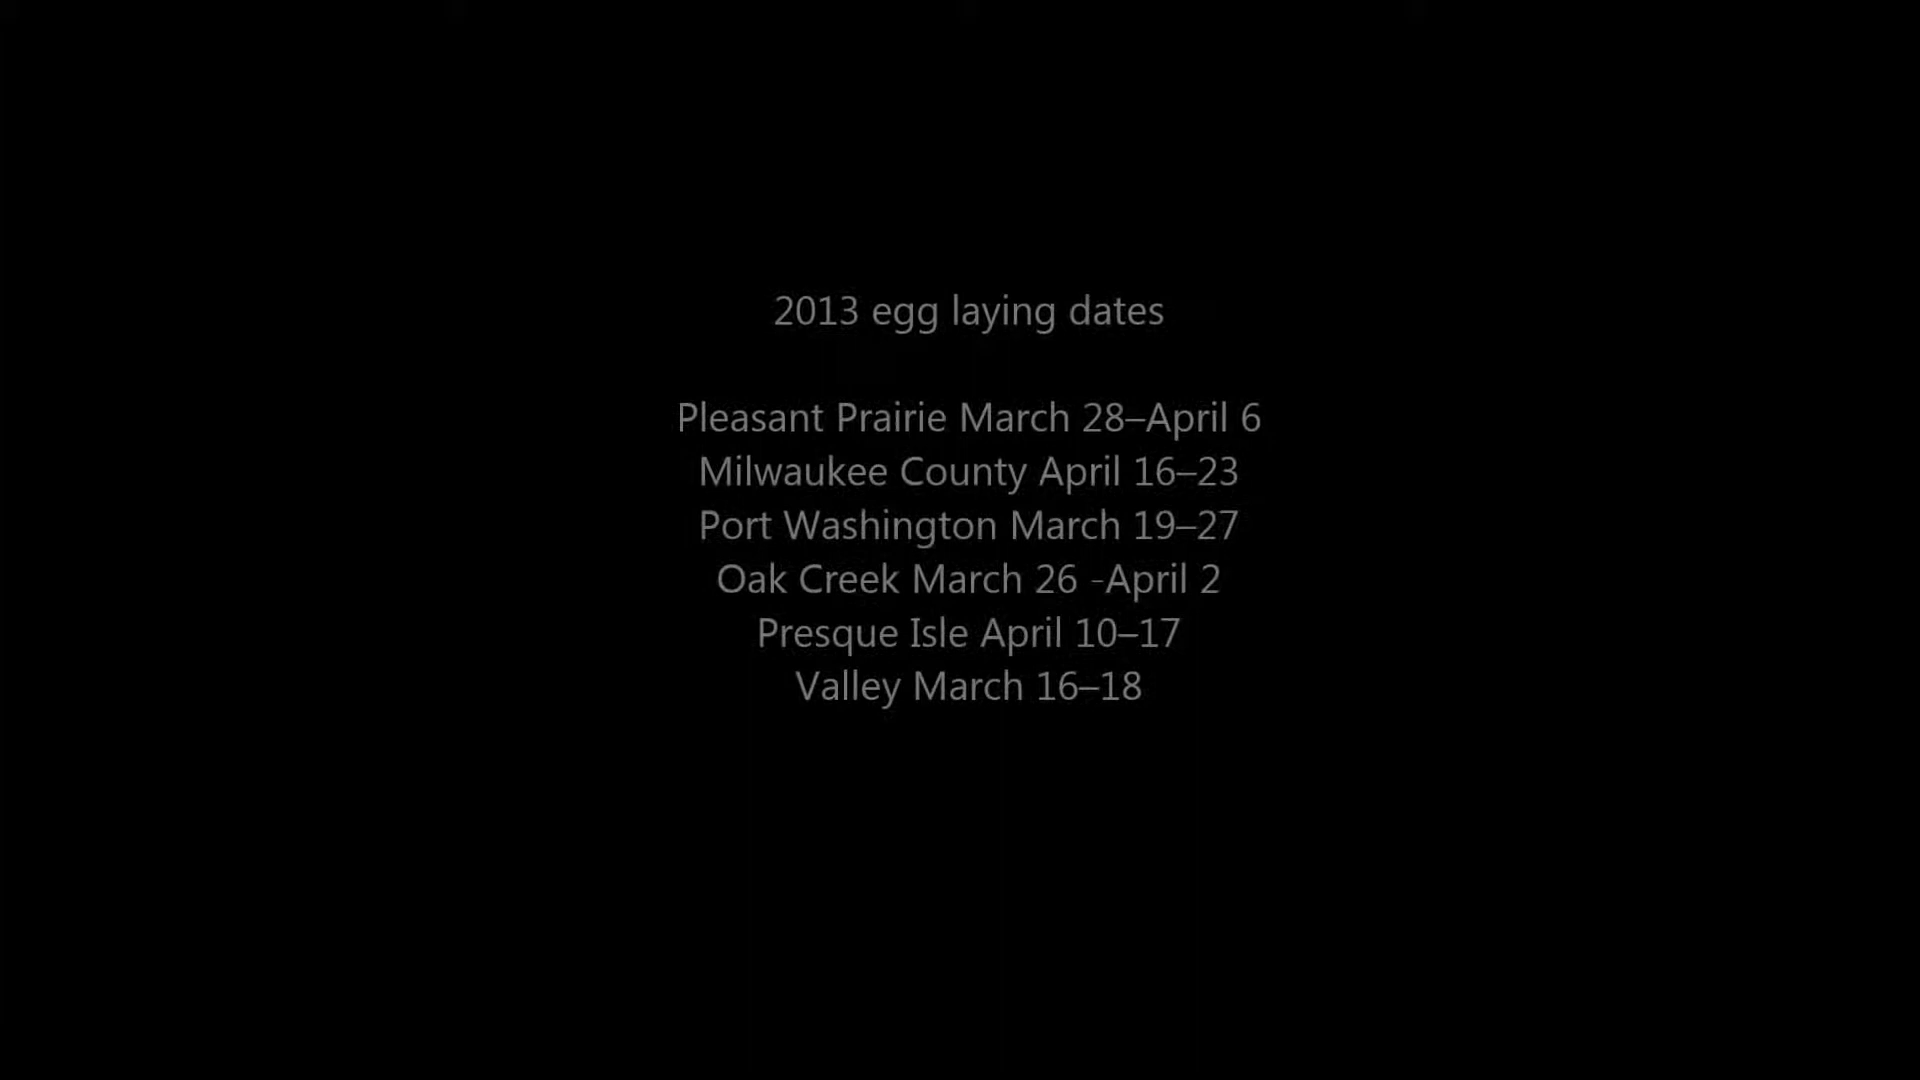 2013 egg laying dates
Pleasant Prairie March 28–April 6
Milwaukee County April 16–23
Port Washington March 19–27
Oak Creek March 26 -April 2
Presque Isle April 10–17
Valley March 16–18